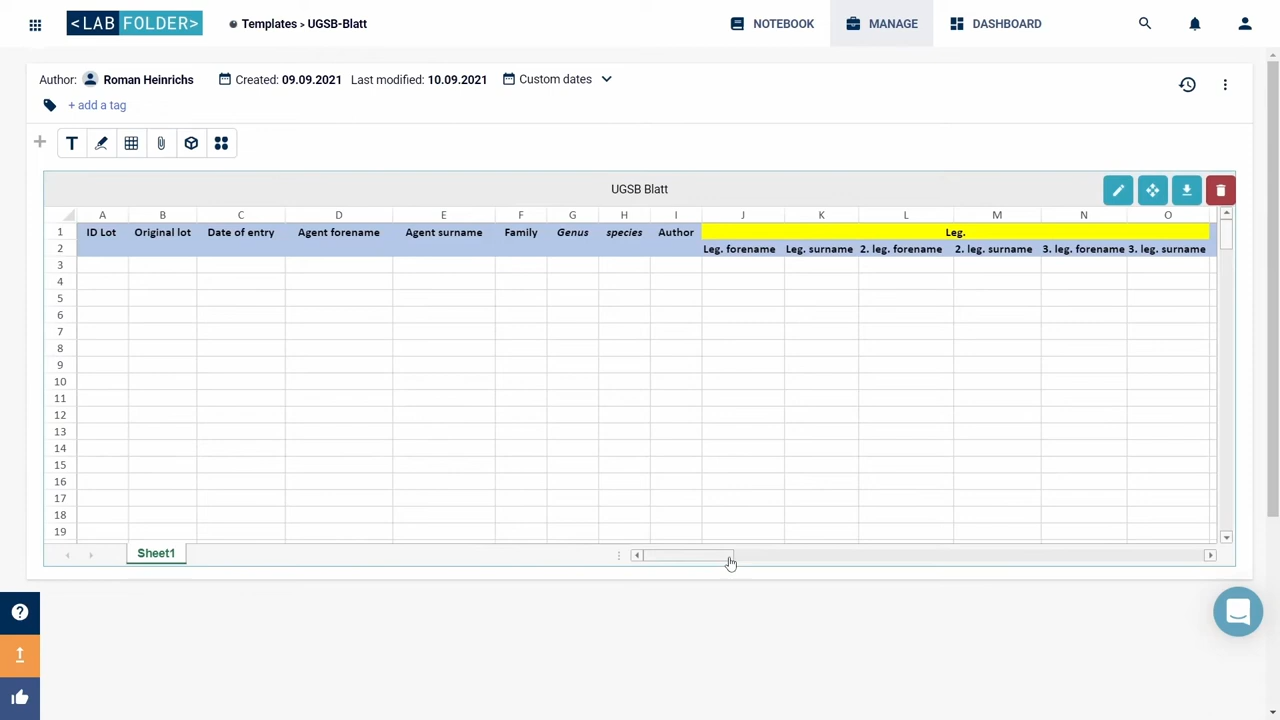 <LABFOLDER>
Templates > UGSB-Blatt
NOTEBOOK
MANAGE
DASHBOARD
Author: Roman Heinrichs Created: 09.09.2021 Last modified: 10.09.2021 Custom dates
+ add a tag
T
UGSB Blatt
A B C D E F G H I J K L M N O
1 ID Lot Original lot Date of entry Agent forename Agent surname Family Genus species Author Leg.
2 Leg. forename Leg. surname 2. leg. forename 2. leg. surname 3. leg. forename 3. leg. surname
3
4
5
6
7
8
9
10
11
12
13
14
15
16
17
18
19
Sheet1